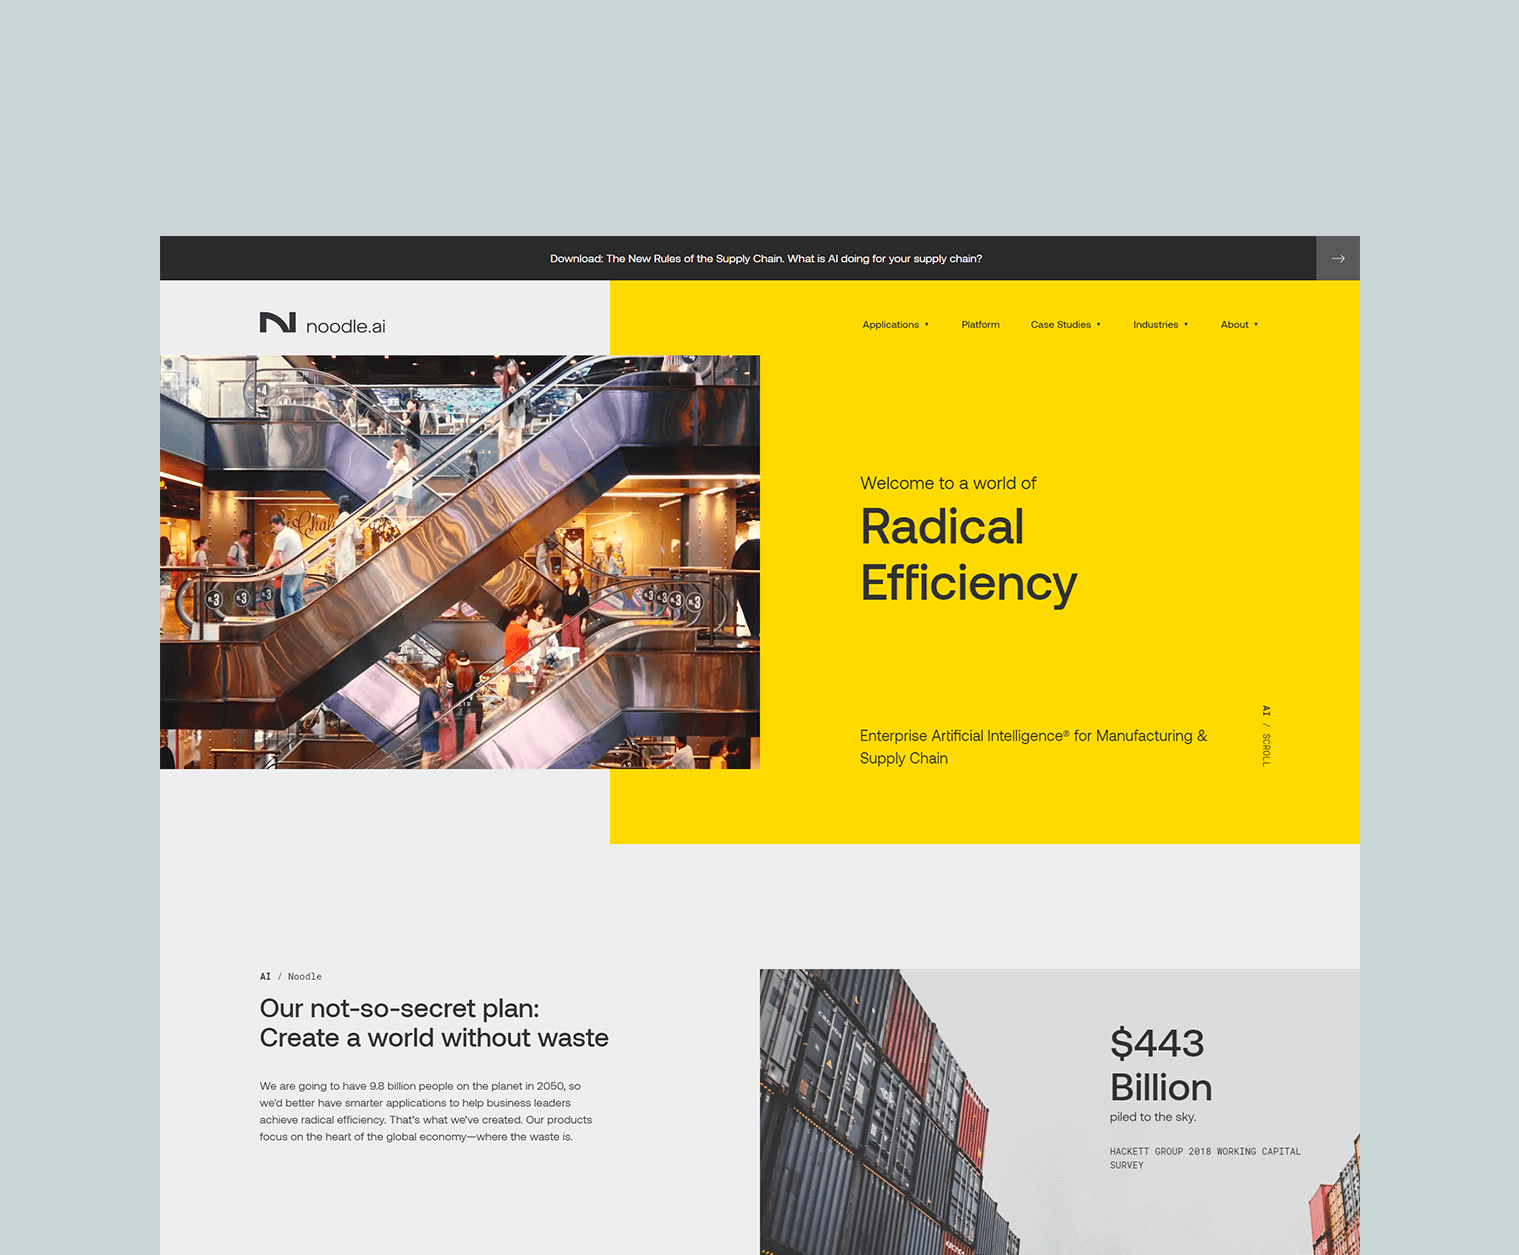 Download: The New Rules of the Supply Chain. What is AI doing for your supply chain?
noodle.ai
Applications
Platform
Case Studies
Industries
About
Welcome to a world of
Radical
Efficiency
Enterprise Artificial Intelligence® for Manufacturing &
Supply Chain
AI / SCROLL
AI / Noodle
Our not-so-secret plan:
Create a world without waste
We are going to have 9.8 billion people on the planet in 2050, so
we'd better have smarter applications to help business leaders
achieve radical efficiency. That's what we've created. Our products
focus on the heart of the global economy—where the waste is.
$443
Billion
piled to the sky.
HACKETT GROUP 2018 WORKING CAPITAL
SURVEY